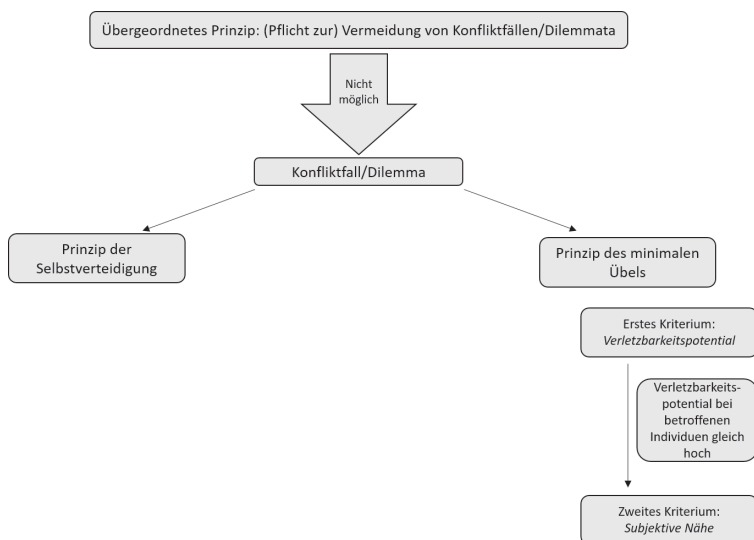 Übergeordnetes Prinzip: (Pflicht zur) Vermeidung von Konfliktfällen/Dilemmata
Nicht
möglich
Konfliktfall/Dilemma
Prinzip der
Selbstverteidigung
Prinzip des minimalen
Übels
Erstes Kriterium:
Verletzbarkeitspotential
Verletzbarkeits-
potential bei
betroffenen
Individuen gleich
hoch
Zweites Kriterium:
Subjektive Nähe